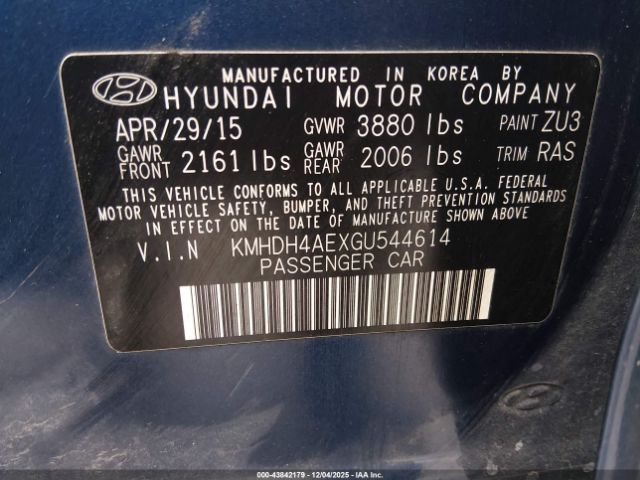 MANUFACTURED IN KOREA BY
HYUNDAI MOTOR COMPANY
APR/29/15 GVWR 3880 lbs PAINT ZU3
GAWR FRONT 2161 lbs GAWR REAR 2006 lbs TRIM RAS
THIS VEHICLE CONFORMS TO ALL APPLICABLE U.S.A. FEDERAL
MOTOR VEHICLE SAFETY, BUMPER, AND THEFT PREVENTION
STANDARDS IN EFFECT ON THE DATE OF MANUFACTURE SHOWN ABOVE.
V.I.N KMHDH4AEXGU544614
PASSENGER CAR
000-43842179 - 12/04/2025 - IAAI.COM